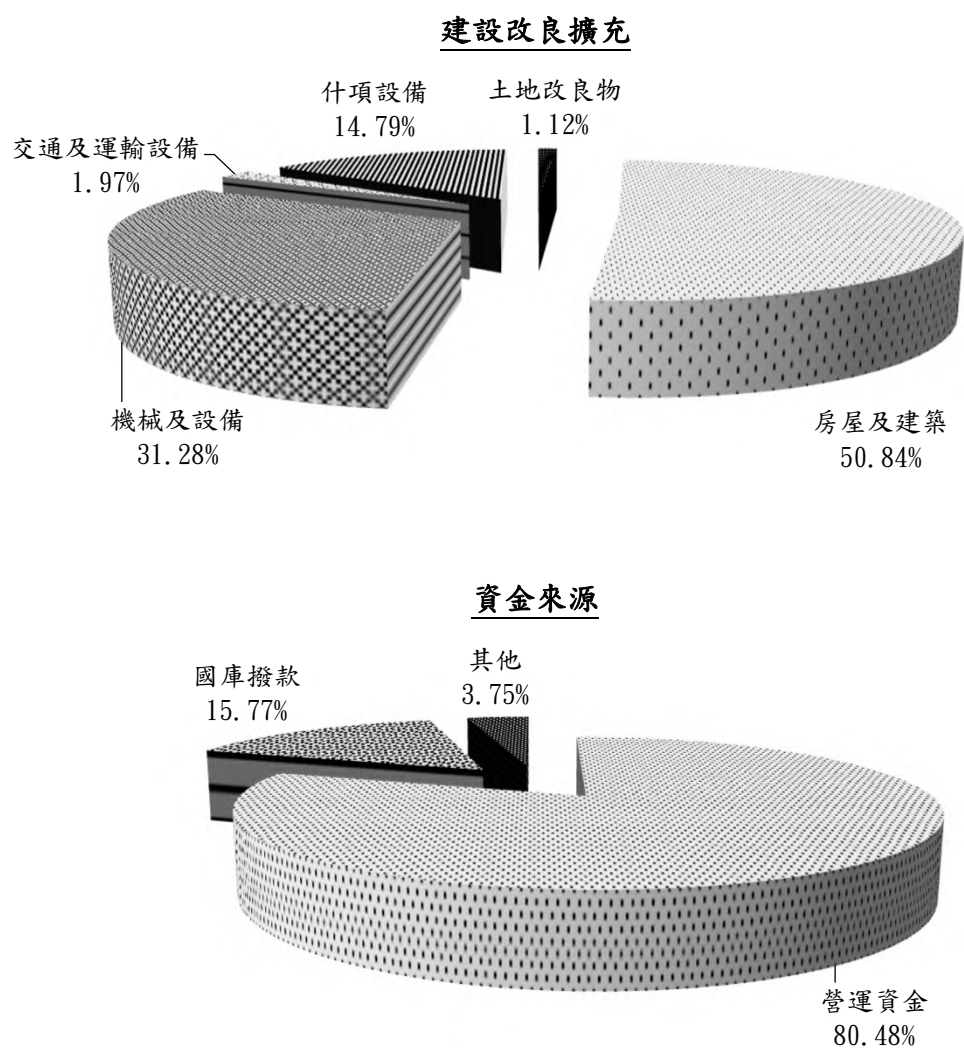 建設改良擴充
什項設備
14.79%
土地改良物
1.12%
交通及運輸設備
1.97%
機械及設備
31.28%
房屋及建築
50.84%
資金來源
國庫撥款
15.77%
其他
3.75%
營運資金
80.48%